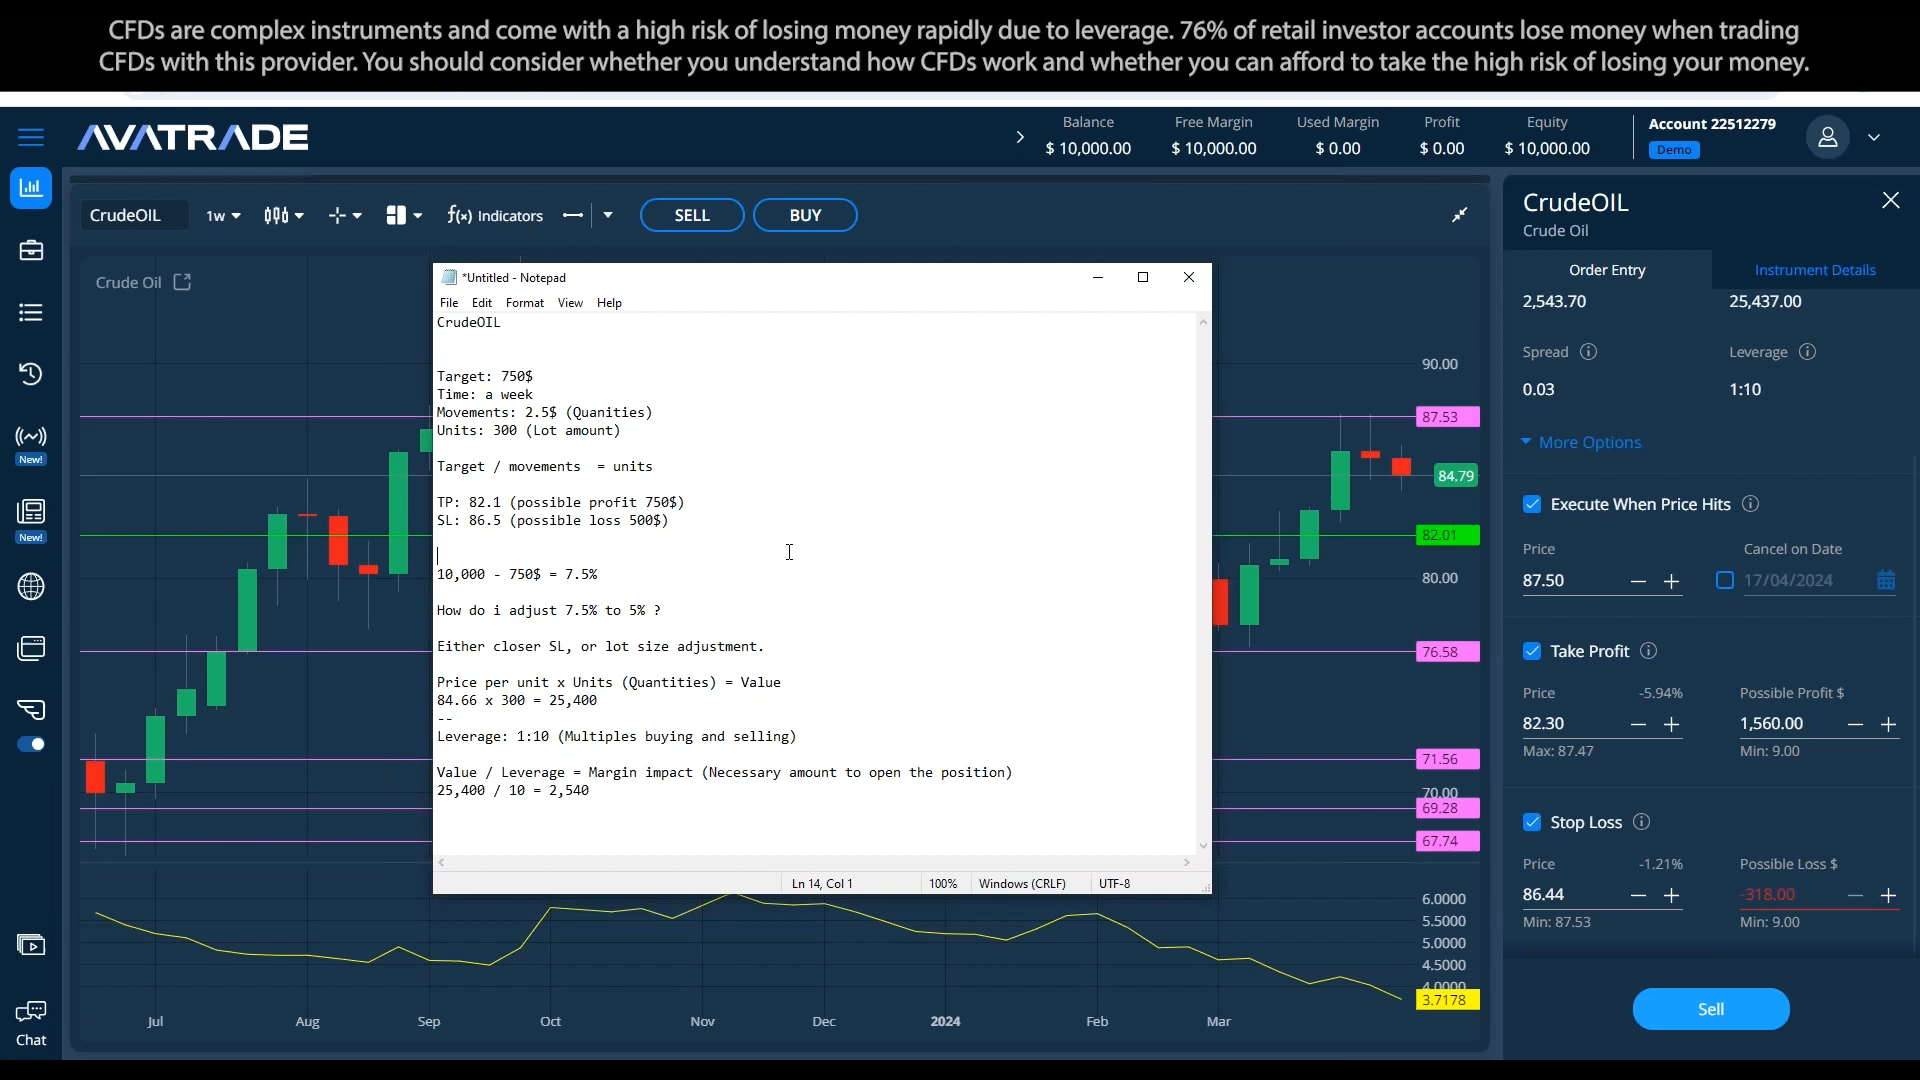 CFDs are complex instruments and come with a high risk of losing money rapidly due to leverage. 76% of retail investor accounts lose money when trading
CFDs with this provider. You should consider whether you understand how CFDs work and whether you can afford to take the high risk of losing your money.
AVATRADE
Balance
$ 10,000.00
Free Margin
$ 10,000.00
Used Margin
$ 0.00
Profit
$ 0.00
Equity
$ 10,000.00
Account 22512279
Demo
CrudeOIL
1w
f(x) Indicators
SELL
BUY
Crude Oil
New!
New!
Chat
*Untitled - Notepad
File Edit Format View Help
CrudeOIL
Target: 750$
Time: a week
Movements: 2.5$ (Quanities)
Units: 300 (Lot amount)
Target / movements  = units
TP: 82.1 (possible profit 750$)
SL: 86.5 (possible loss 500$)
10,000 - 750$ = 7.5%
How do i adjust 7.5% to 5% ?
Either closer SL, or lot size adjustment.
Price per unit x Units (Quantities) = Value
84.66 x 300 = 25,400
--
Leverage: 1:10 (Multiples buying and selling)
Value / Leverage = Margin impact (Necessary amount to open the position)
25,400 / 10 = 2,540
Ln 14, Col 1
100%
Windows (CRLF)
UTF-8
90.00
87.53
84.79
82.01
80.00
76.58
71.56
70.00
69.28
67.74
6.0000
5.5000
5.0000
4.5000
4.0000
3.7178
Jul
Aug
Sep
Oct
Nov
Dec
2024
Feb
Mar
CrudeOIL
Crude Oil
Order Entry
Instrument Details
2,543.70
25,437.00
Spread
Leverage
0.03
1:10
More Options
Execute When Price Hits
Price
Cancel on Date
87.50
17/04/2024
Take Profit
Price
-5.94%
Possible Profit $
82.30
1,560.00
Max: 87.47
Min: 9.00
Stop Loss
Price
-1.21%
Possible Loss $
86.44
-318.00
Min: 87.53
Min: 9.00
Sell